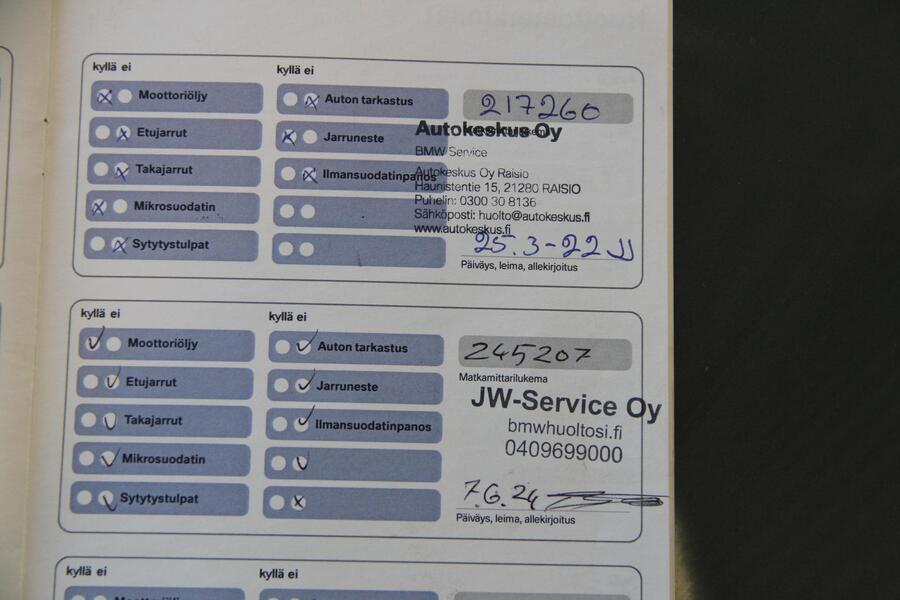 kyllä ei
kyllä ei
Moottoriöljy
Etujarrut
Takajarrut
Mikrosuodatin
Sytytystulpat
Auton tarkastus
Jarruneste
Ilmansuodatinpanos
217260
Autokeskus Oy
BMW Service
Autokeskus Oy Raisio
Haunistentie 15, 21280 RAISIO
Puhelin: 0300 30 8136
Sähköposti: huolto@autokeskus.fi
www.autokeskus.fi
25.3-22
Päiväys, leima, allekirjoitus
kyllä ei
kyllä ei
Moottoriöljy
Etujarrut
Takajarrut
Mikrosuodatin
Sytytystulpat
Auton tarkastus
Jarruneste
Ilmansuodatinpanos
245207
Matkamittarilukema
JW-Service Oy
bmwhuoltosi.fi
0409699000
7.6.24
Päiväys, leima, allekirjoitus
kyllä ei
kyllä ei